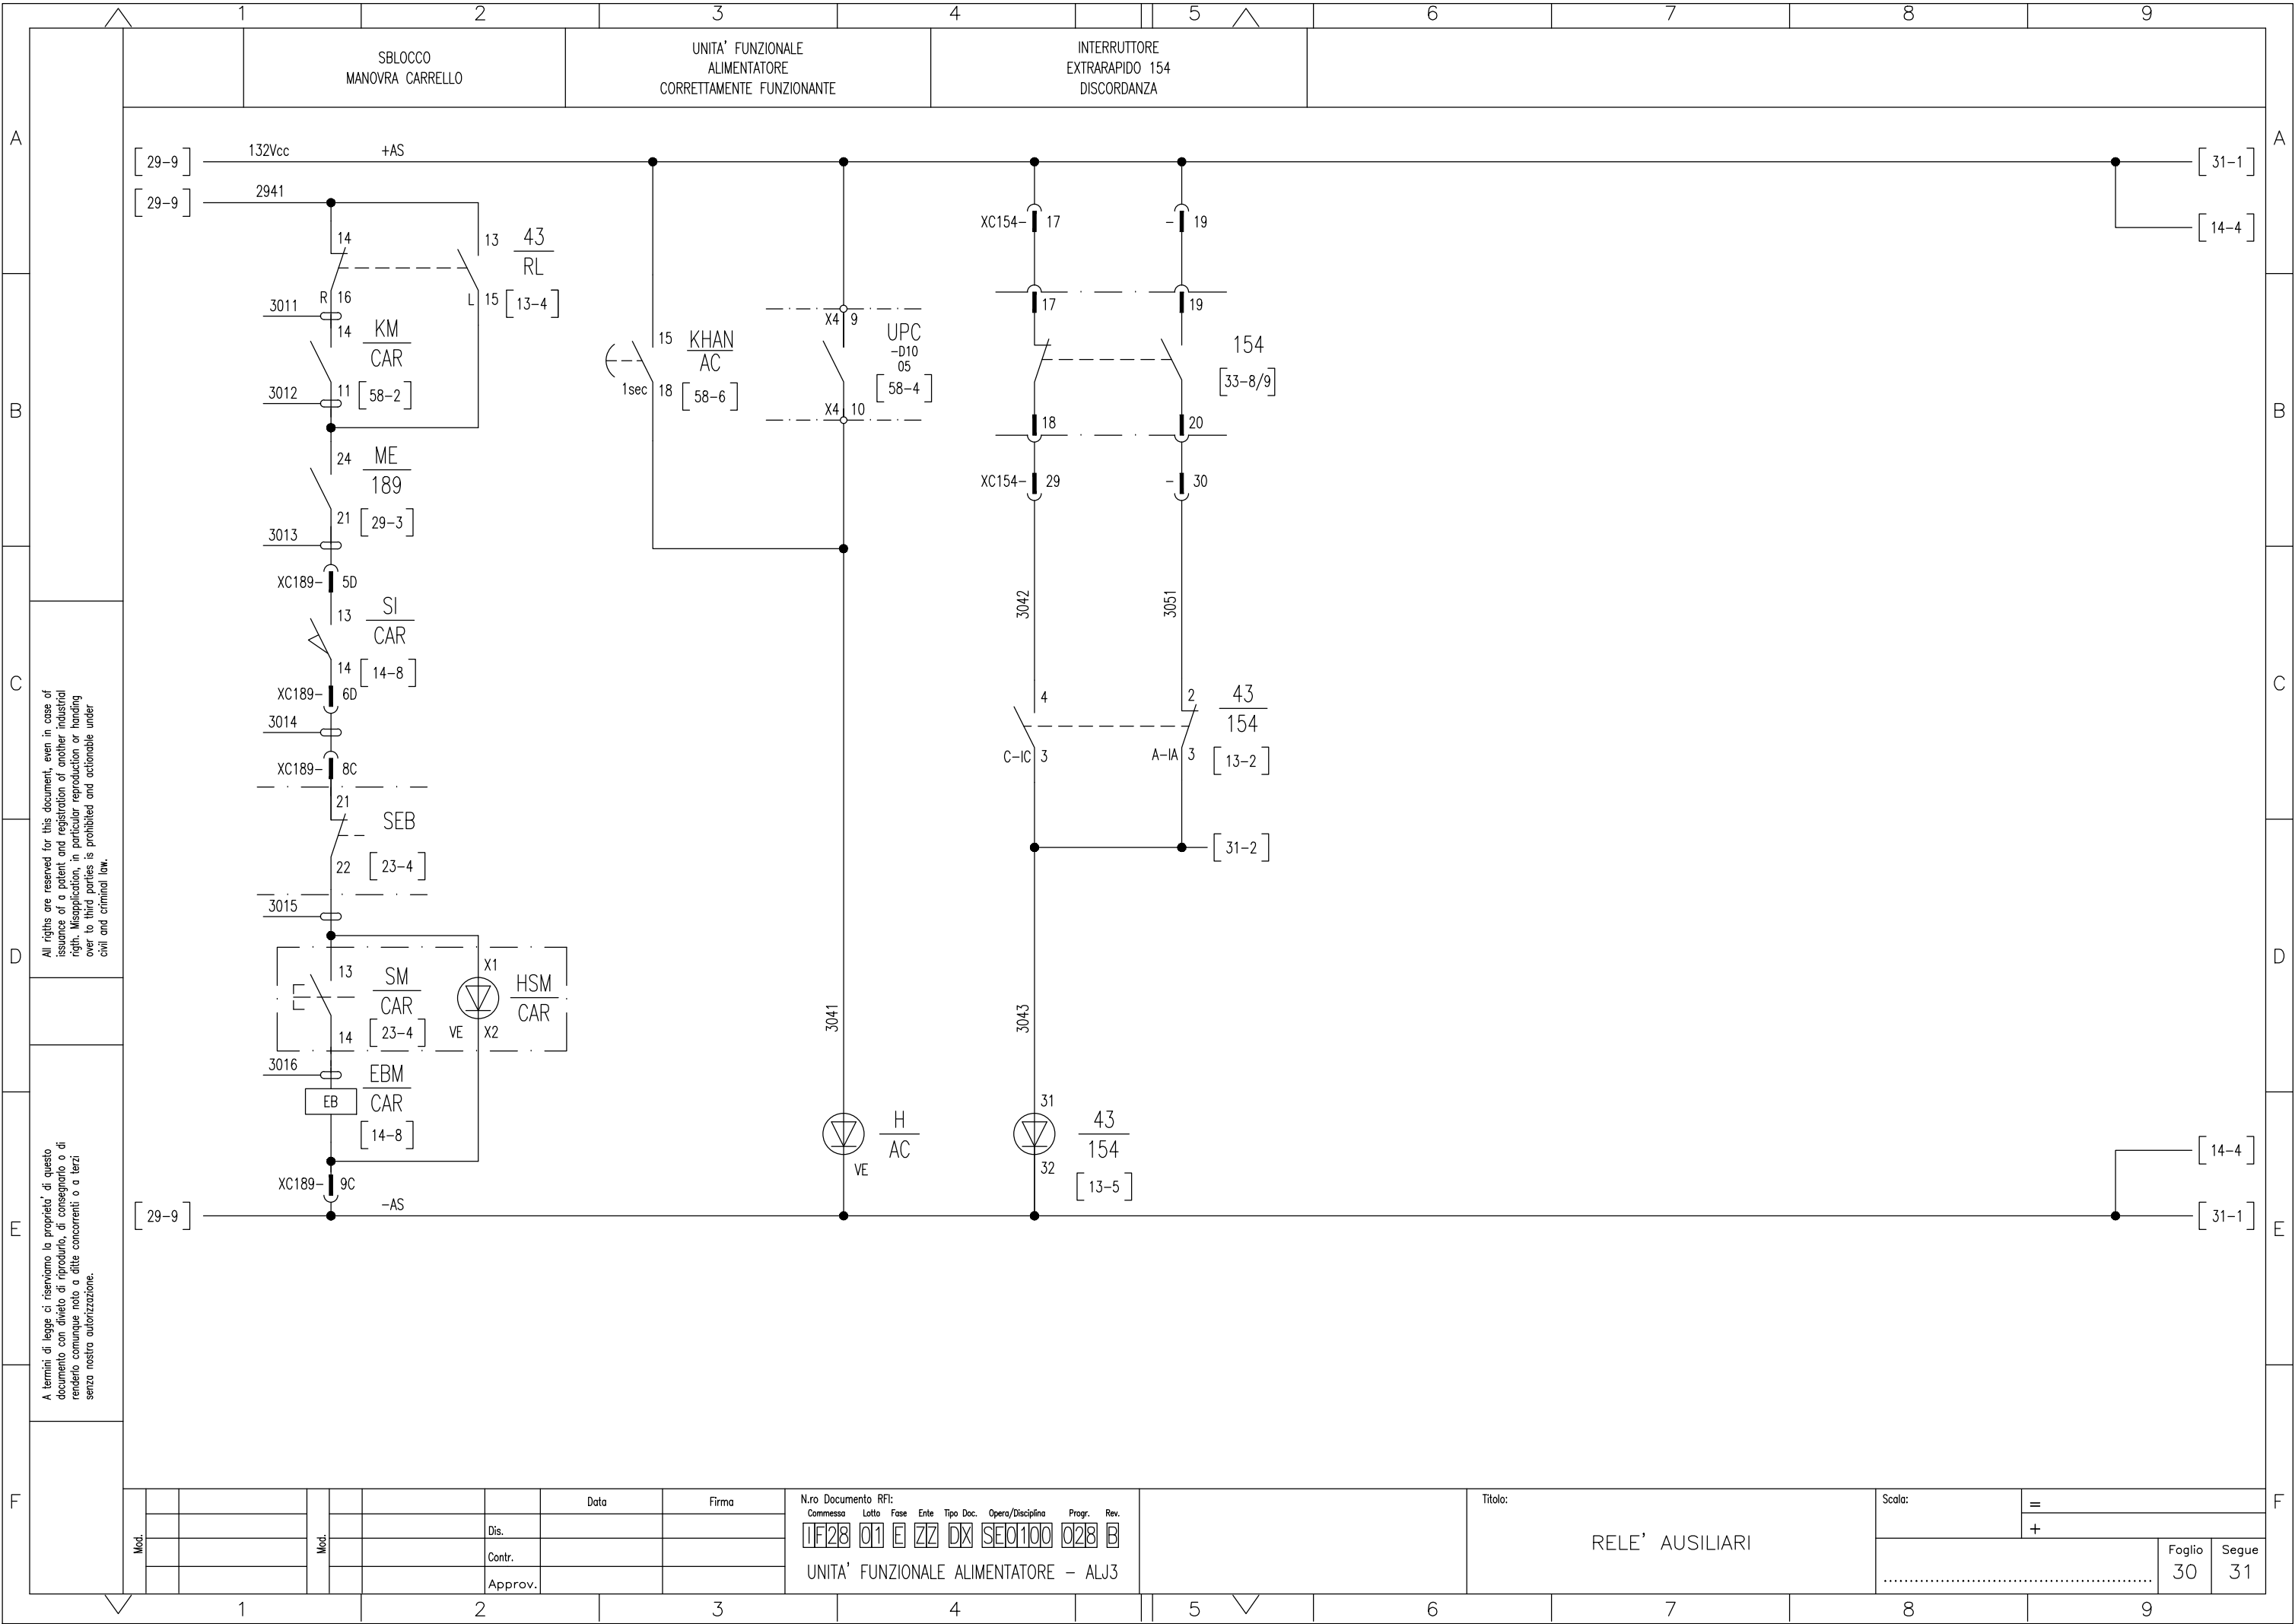 1 2 3 4 5 6 7 8 9
SBLOCCO
MANOVRA CARRELLO
UNITA' FUNZIONALE
ALIMENTATORE
CORRETTAMENTE FUNZIONANTE
INTERRUTTORE
EXTRARAPIDO 154
DISCORDANZA
A
A
29-9
132Vcc
+AS
31-1
29-9
2941
14-4
14
13
43
RL
R
16
L
15
13-4
3011
14
KM
CAR
3012
11
58-2
24
ME
189
21
29-3
3013
XC189-
5D
13
SI
CAR
14
14-8
XC189-
6D
3014
XC189-
8C
21
SEB
22
23-4
3015
13
SM
CAR
14
23-4
X1
HSM
CAR
VE
X2
3016
EBM
CAR
EB
14-8
XC189-
9C
29-9
-AS
15
KHAN
AC
1sec
18
58-6
X4
9
UPC
-D10
05
58-4
X4
10
3041
H
AC
VE
XC154-
17
-
19
17
19
154
33-8/9
18
20
XC154-
29
-
30
3042
3051
4
2
43
154
C-IC
3
A-IA
3
13-2
31-2
3043
31
43
154
32
13-5
14-4
31-1
B
B
C
C
D
D
E
E
F
F
All rigths are reserved for this document, even in case of
issuance of a patent and registration of another industrial
rigth. Misapplication, in particular reproduction or handing
over to third parties is prohibited and actionable under
civil and criminal law.
A termini di legge ci riserviamo la proprieta' di questo
documento con divieto di riprodurlo, di consegnarlo o di
renderlo comunque noto a ditte concorrenti o a terzi
senza nostra autorizzazione.
Mod.
Mod.
Data
Firma
Dis.
Contr.
Approv.
N.ro Documento RFI:
Commessa Lotto Fase Ente Tipo Doc. Opera/Disciplina Progr. Rev.
IF28 01 E ZZ DX SE0100 028 B
UNITA' FUNZIONALE ALIMENTATORE - ALJ3
Titolo:
RELE' AUSILIARI
Scala:
=
+
Foglio
30
Segue
31
1 2 3 4 5 6 7 8 9